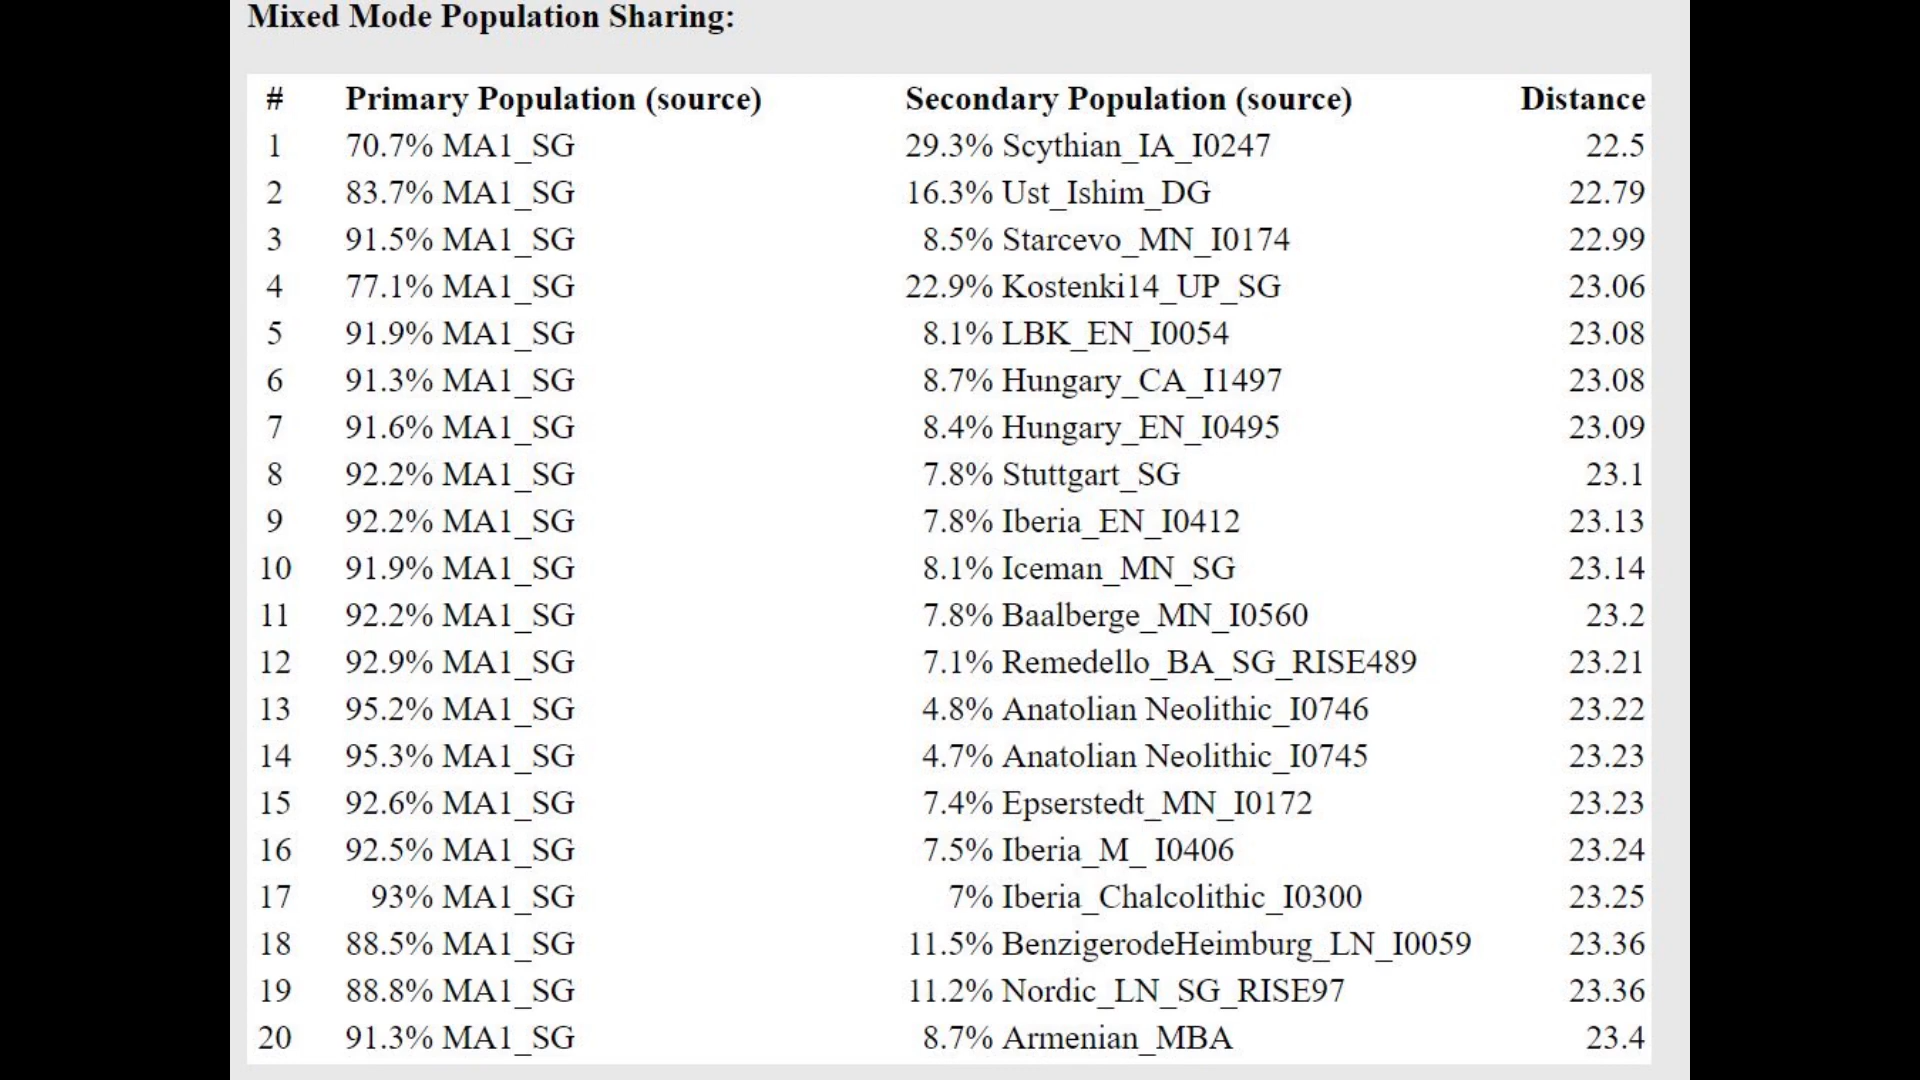 Mixed Mode Population Sharing:
# Primary Population (source) Secondary Population (source) Distance
1 70.7% MA1_SG 29.3% Scythian_IA_I0247 22.5
2 83.7% MA1_SG 16.3% Ust_Ishim_DG 22.79
3 91.5% MA1_SG 8.5% Starcevo_MN_I0174 22.99
4 77.1% MA1_SG 22.9% Kostenki14_UP_SG 23.06
5 91.9% MA1_SG 8.1% LBK_EN_I0054 23.08
6 91.3% MA1_SG 8.7% Hungary_CA_I1497 23.08
7 91.6% MA1_SG 8.4% Hungary_EN_I0495 23.09
8 92.2% MA1_SG 7.8% Stuttgart_SG 23.1
9 92.2% MA1_SG 7.8% Iberia_EN_I0412 23.13
10 91.9% MA1_SG 8.1% Iceman_MN_SG 23.14
11 92.2% MA1_SG 7.8% Baalberge_MN_I0560 23.2
12 92.9% MA1_SG 7.1% Remedello_BA_SG_RISE489 23.21
13 95.2% MA1_SG 4.8% Anatolian Neolithic_I0746 23.22
14 95.3% MA1_SG 4.7% Anatolian Neolithic_I0745 23.23
15 92.6% MA1_SG 7.4% Epserstedt_MN_I0172 23.23
16 92.5% MA1_SG 7.5% Iberia_M_ I0406 23.24
17 93% MA1_SG 7% Iberia_Chalcolithic_I0300 23.25
18 88.5% MA1_SG 11.5% BenzigerodeHeimburg_LN_I0059 23.36
19 88.8% MA1_SG 11.2% Nordic_LN_SG_RISE97 23.36
20 91.3% MA1_SG 8.7% Armenian_MBA 23.4